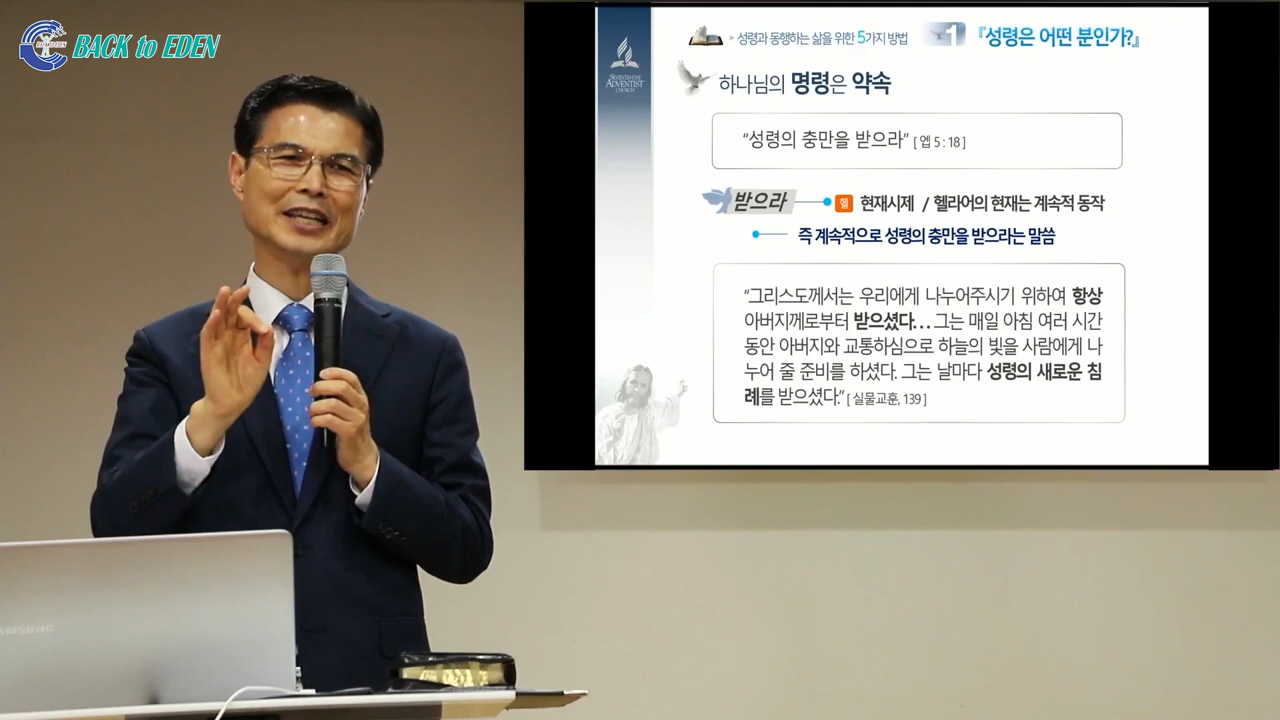 BACK to EDEN
SEVENTH-DAY
ADVENTIST
CHURCH
성령과 동행하는 삶을 위한 5가지 방법
1 『성령은 어떤 분인가?』
하나님의 명령은 약속
“성령의 충만을 받으라” [ 엡 5 : 18 ]
받으라 헬 현재시제 / 헬라어의 현재는 계속적 동작
즉 계속적으로 성령의 충만을 받으라는 말씀
“그리스도께서는 우리에게 나누어주시기 위하여 항상
아버지께로부터 받으셨다... 그는 매일 아침 여러 시간
동안 아버지와 교통하심으로 하늘의 빛을 사람에게 나
누어 줄 준비를 하셨다. 그는 날마다 성령의 새로운 침
례를 받으셨다.” [ 실물교훈, 139 ]
SAMSUNG